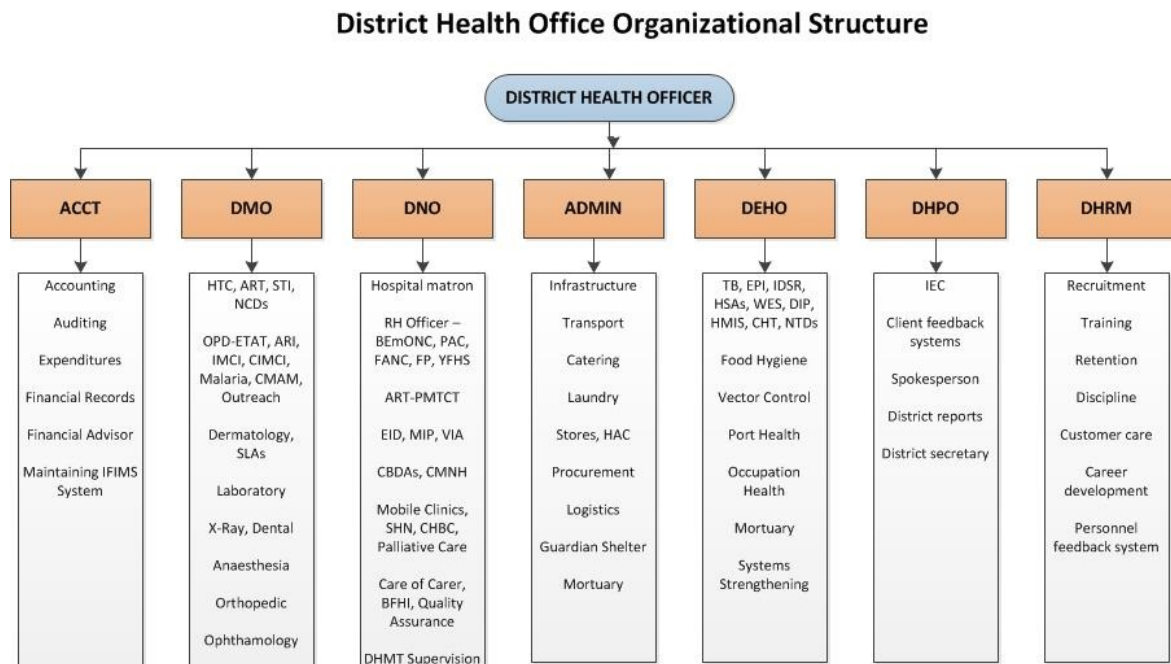 District Health Office Organizational Structure
DISTRICT HEALTH OFFICER
ACCT
DMO
DNO
ADMIN
DEHO
DHPO
DHRM
Accounting
Auditing
Expenditures
Financial Records
Financial Advisor
Maintaining IFIMS
System
HTC, ART, STI,
NCDs
OPD-ETAT, ARI,
IMCI, CIMCI,
Malaria, CMAM,
Outreach
Dermatology,
SLAs
Laboratory
X-Ray, Dental
Anaesthesia
Orthopedic
Ophthamology
Hospital matron
RH Officer –
BEmONC, PAC,
FANC, FP, YFHS
ART-PMTCT
EID, MIP, VIA
CBDAs, CMNH
Mobile Clinics,
SHN, CHBC,
Palliative Care
Care of Carer,
BFHI, Quality
Assurance
DHMT Supervision
Infrastructure
Transport
Catering
Laundry
Stores, HAC
Procurement
Logistics
Guardian Shelter
Mortuary
TB, EPI, IDSR,
HSAs, WES, DIP,
HMIS, CHT, NTDs
Food Hygiene
Vector Control
Port Health
Occupation
Health
Mortuary
Systems
Strengthening
IEC
Client feedback
systems
Spokesperson
District reports
District secretary
Recruitment
Training
Retention
Discipline
Customer care
Career
development
Personnel
feedback system